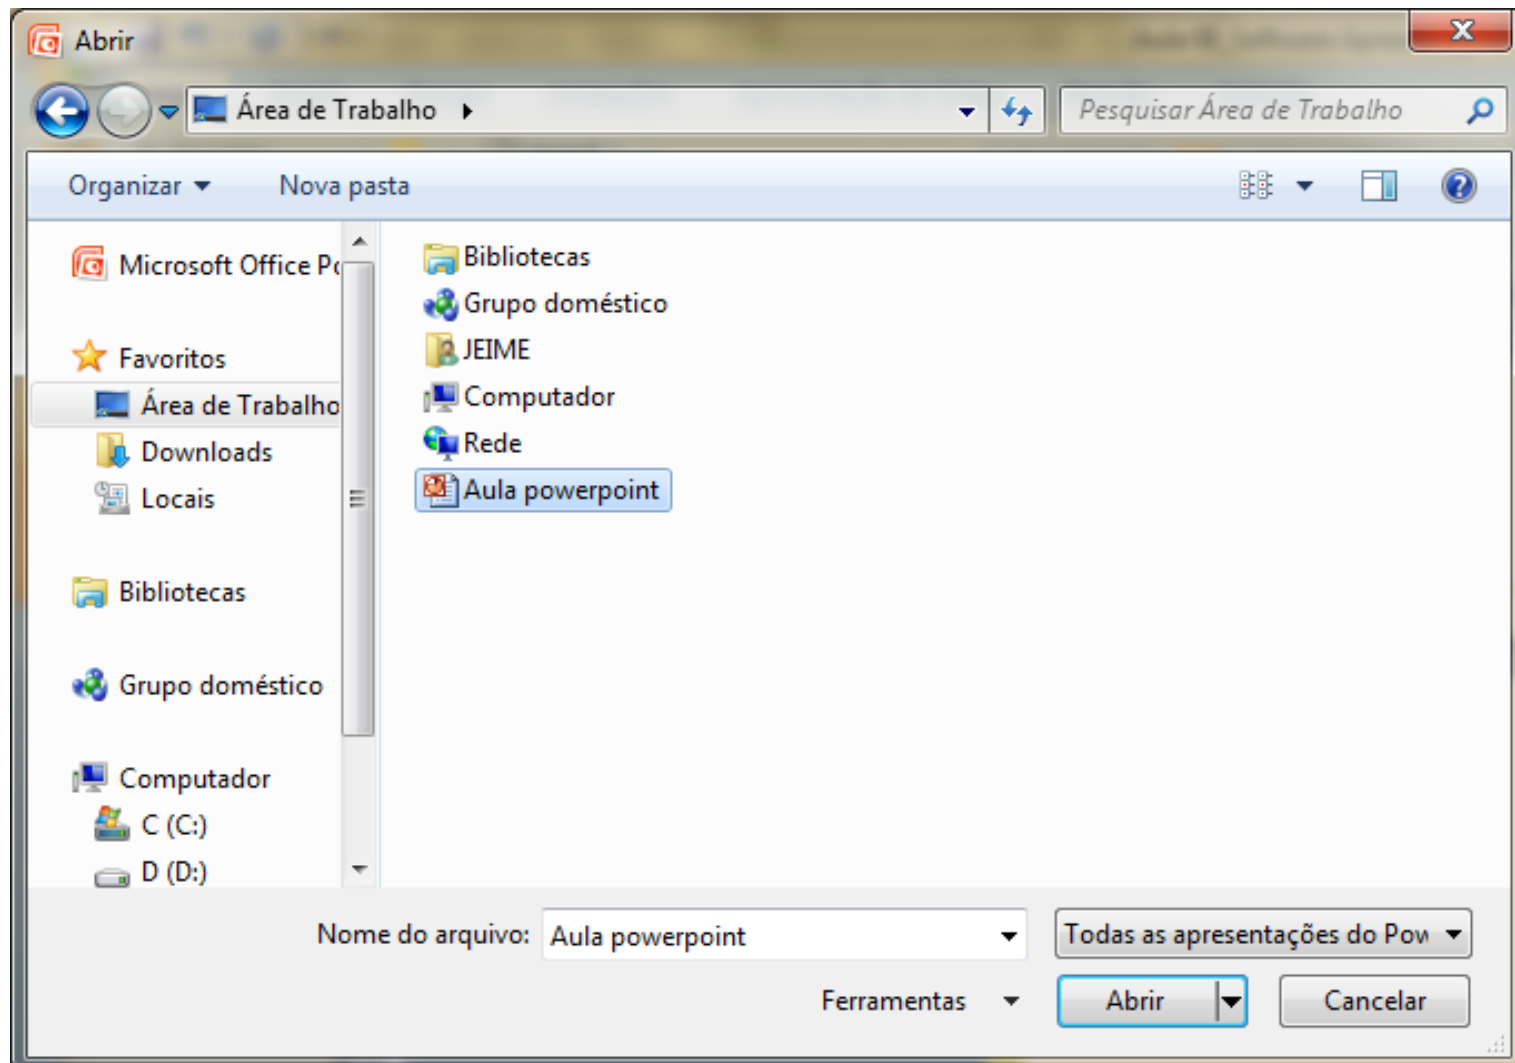 Abrir
Área de Trabalho
Pesquisar Área de Trabalho
Organizar
Nova pasta
Microsoft Office Po
Favoritos
Área de Trabalho
Downloads
Locais
Bibliotecas
Grupo doméstico
Computador
C (C:)
D (D:)
Bibliotecas
Grupo doméstico
JEIME
Computador
Rede
Aula powerpoint
Nome do arquivo: Aula powerpoint
Todas as apresentações do Pow
Ferramentas
Abrir
Cancelar